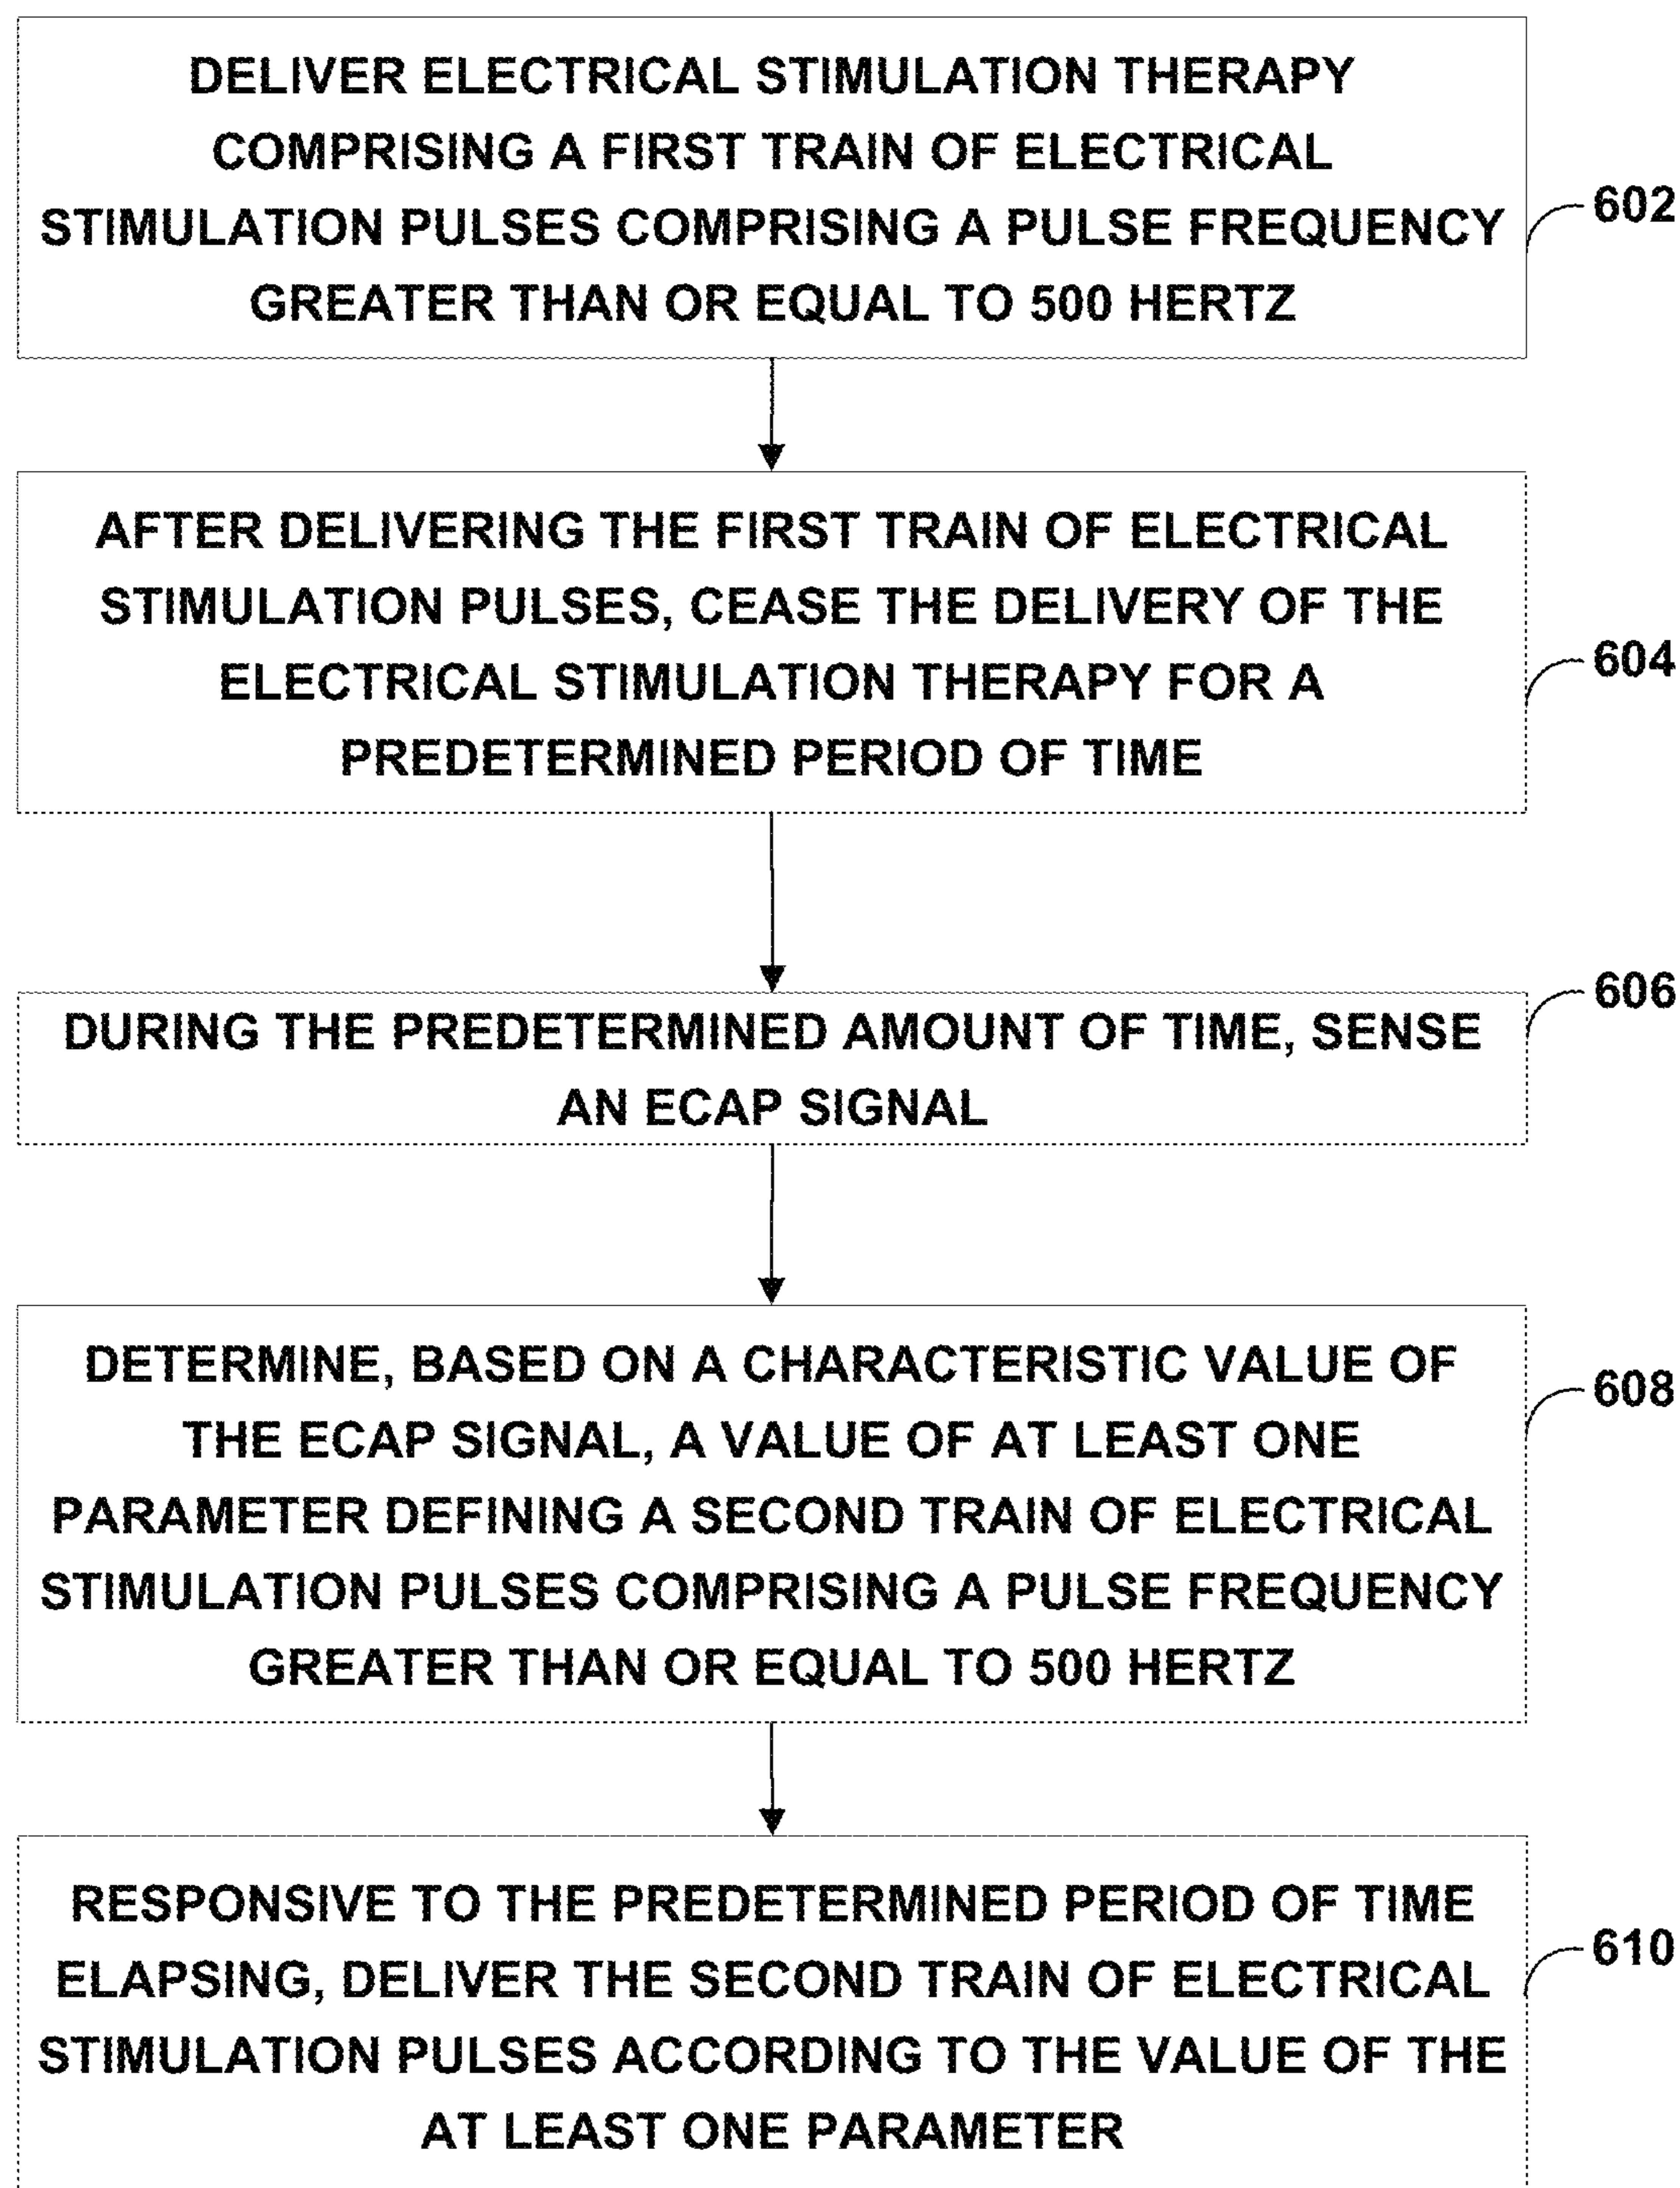 DELIVER ELECTRICAL STIMULATION THERAPY
COMPRISING A FIRST TRAIN OF ELECTRICAL
STIMULATION PULSES COMPRISING A PULSE FREQUENCY
GREATER THAN OR EQUAL TO 500 HERTZ
602
AFTER DELIVERING THE FIRST TRAIN OF ELECTRICAL
STIMULATION PULSES, CEASE THE DELIVERY OF THE
ELECTRICAL STIMULATION THERAPY FOR A
PREDETERMINED PERIOD OF TIME
604
DURING THE PREDETERMINED AMOUNT OF TIME, SENSE
AN ECAP SIGNAL
606
DETERMINE, BASED ON A CHARACTERISTIC VALUE OF
THE ECAP SIGNAL, A VALUE OF AT LEAST ONE
PARAMETER DEFINING A SECOND TRAIN OF ELECTRICAL
STIMULATION PULSES COMPRISING A PULSE FREQUENCY
GREATER THAN OR EQUAL TO 500 HERTZ
608
RESPONSIVE TO THE PREDETERMINED PERIOD OF TIME
ELAPSING, DELIVER THE SECOND TRAIN OF ELECTRICAL
STIMULATION PULSES ACCORDING TO THE VALUE OF THE
AT LEAST ONE PARAMETER
610